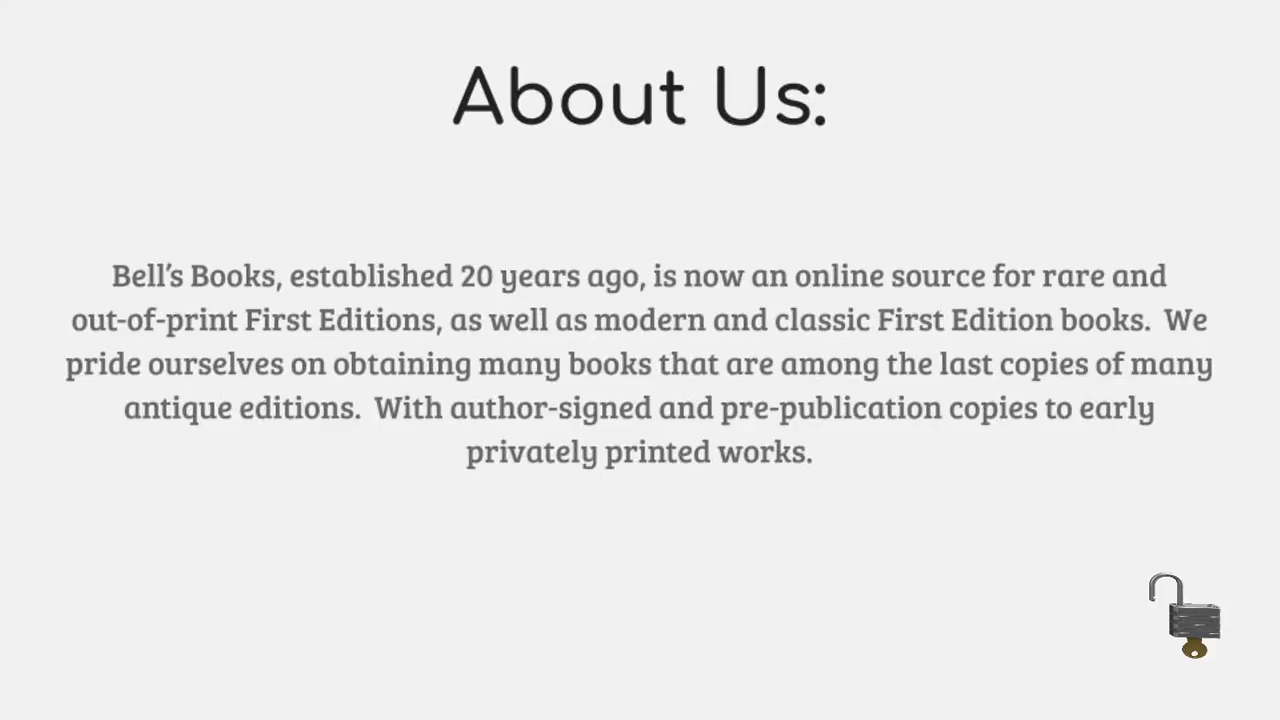 About Us:
Bell's Books, established 20 years ago, is now an online source for rare and
out-of-print First Editions, as well as modern and classic First Edition books.  We
pride ourselves on obtaining many books that are among the last copies of many
antique editions.  With author-signed and pre-publication copies to early
privately printed works.